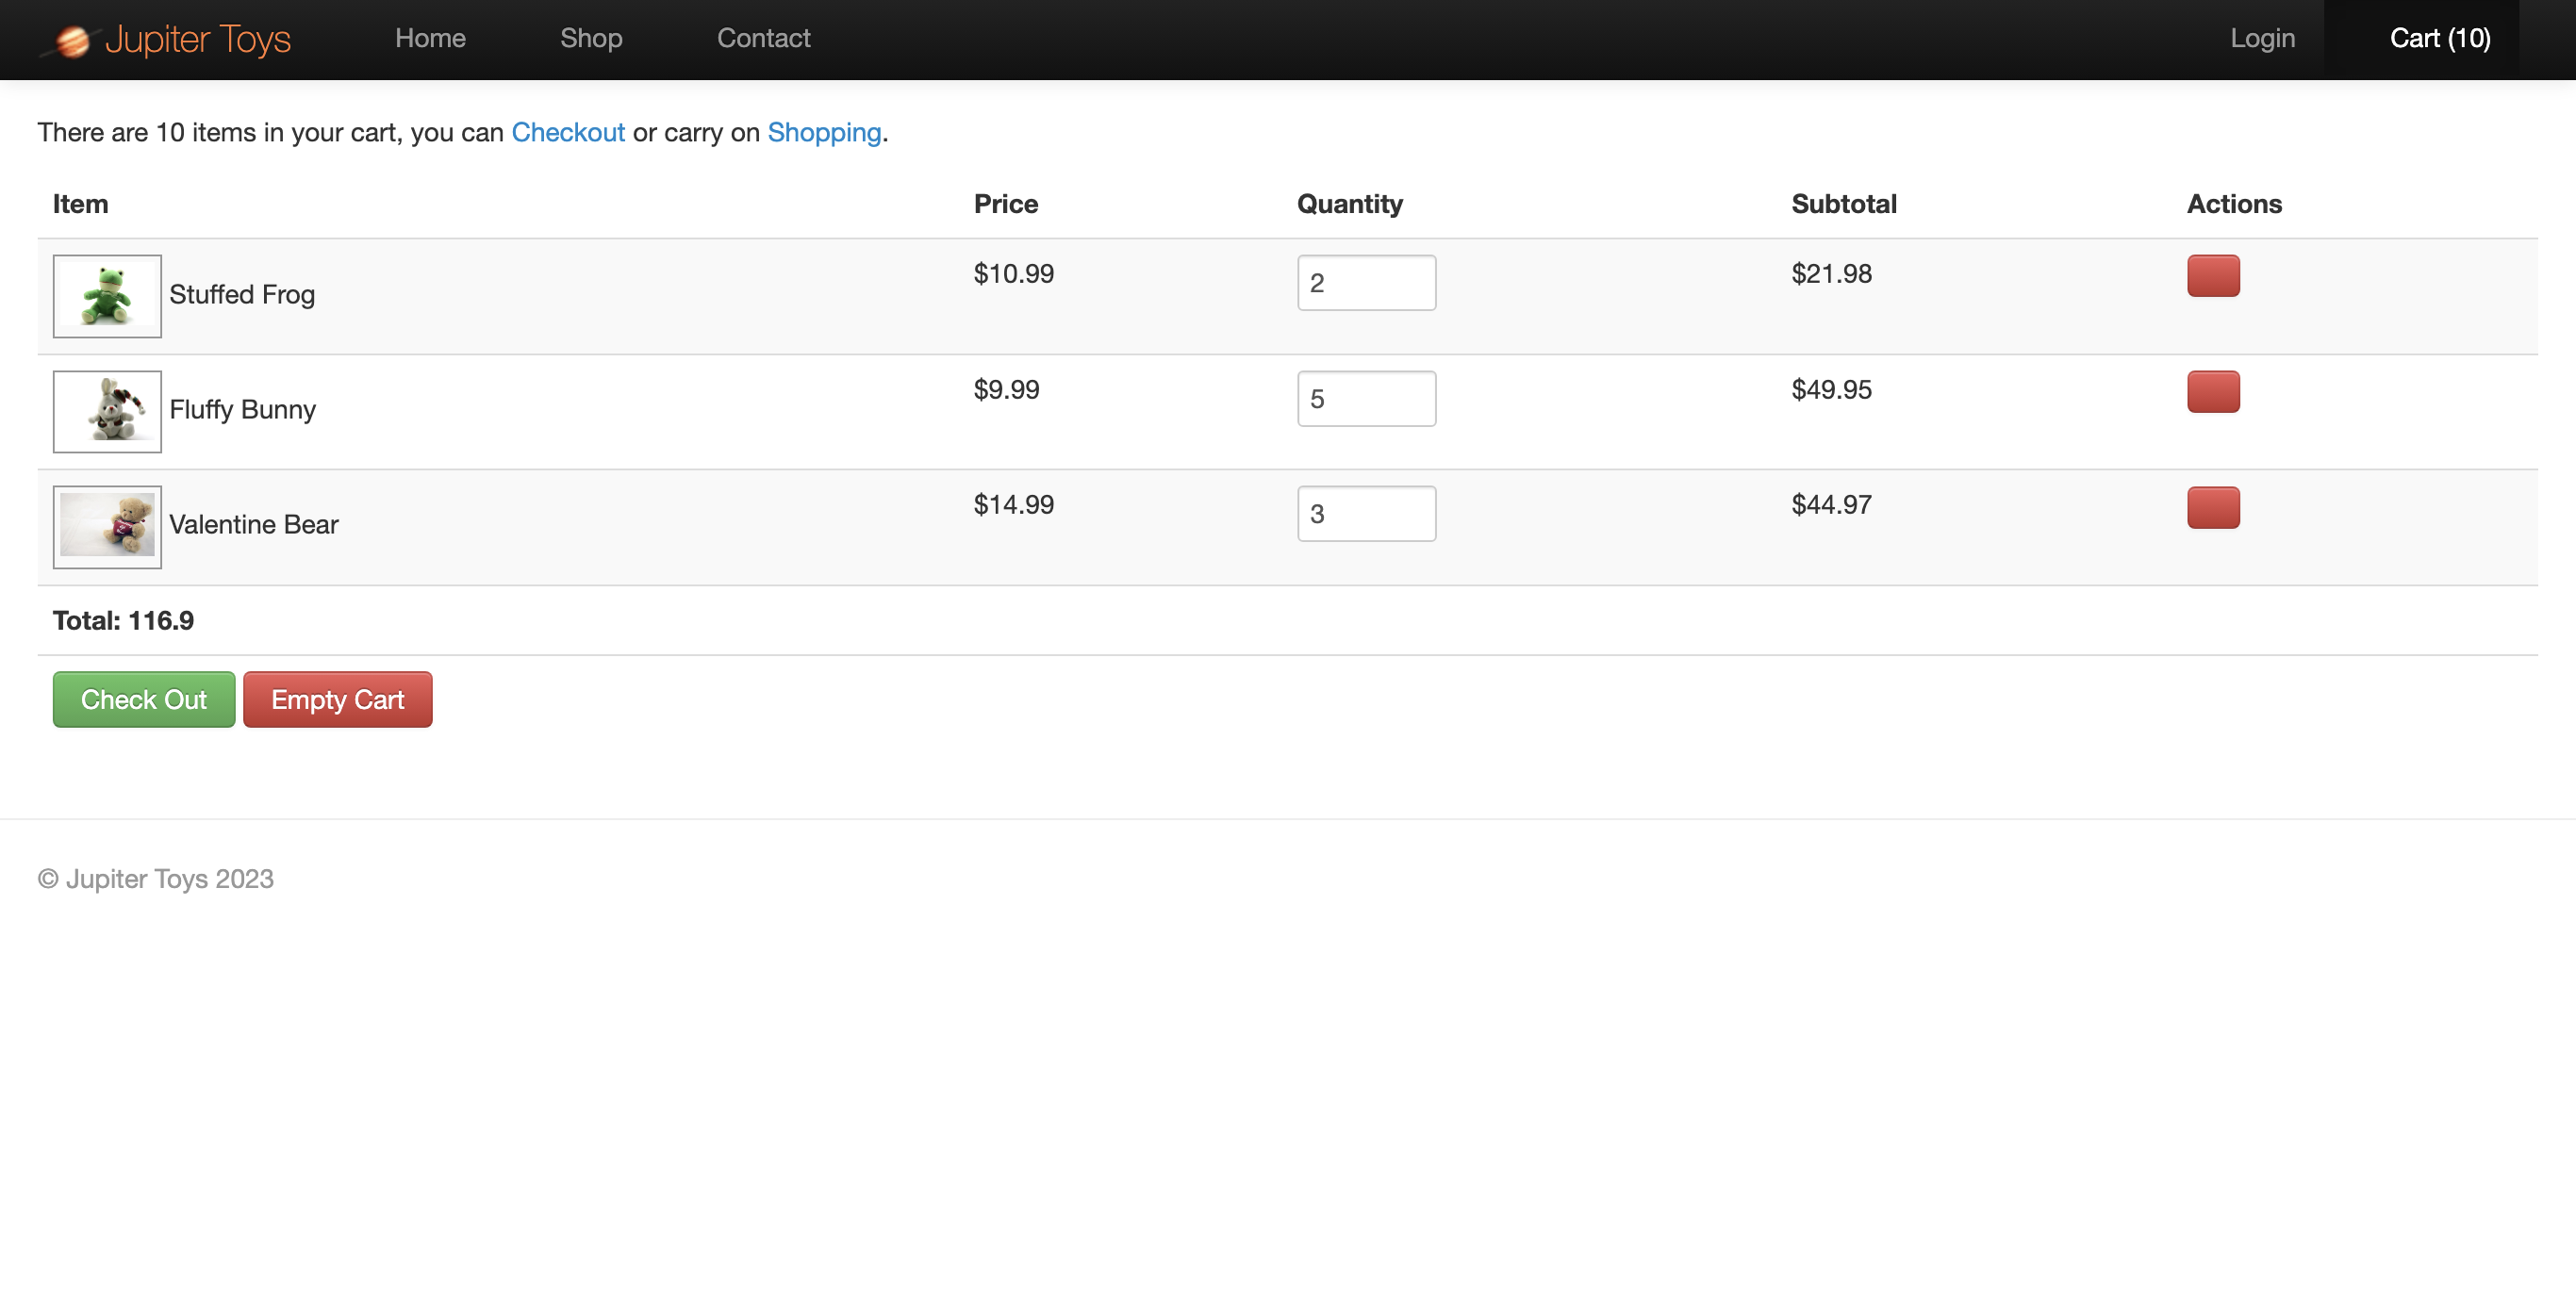 Jupiter Toys Home Shop Contact Login Cart (10)
There are 10 items in your cart, you can Checkout or carry on Shopping.
Item Price Quantity Subtotal Actions
Stuffed Frog $10.99 2 $21.98
Fluffy Bunny $9.99 5 $49.95
Valentine Bear $14.99 3 $44.97
Total: 116.9
Check Out Empty Cart
© Jupiter Toys 2023